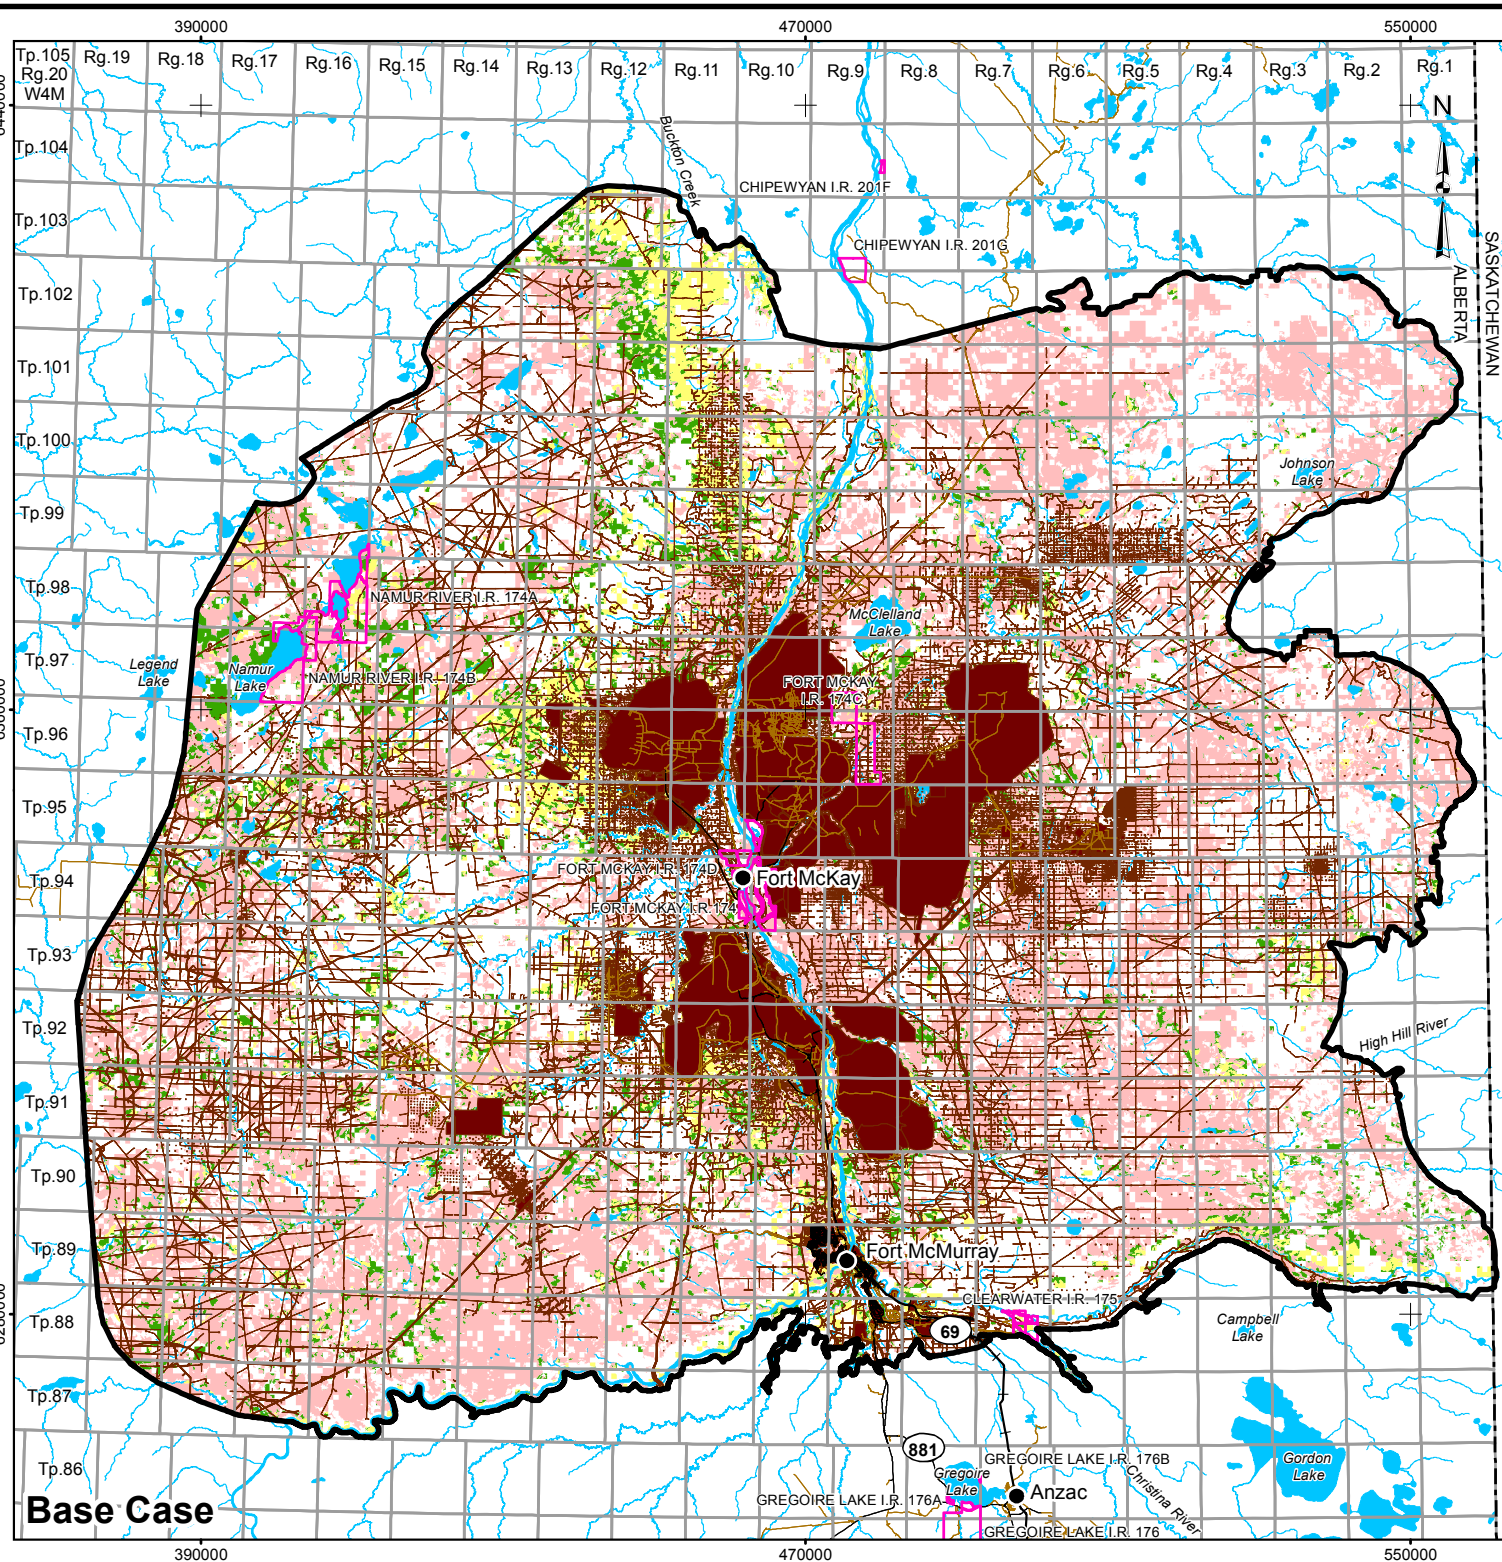 390000
470000
550000
Tp.105
Rg.20
W4M
Rg.19
Rg.18
Rg.17
Rg.16
Rg.15
Rg.14
Rg.13
Rg.12
Rg.11
Rg.10
Rg.9
Rg.8
Rg.7
Rg.6
Rg.5
Rg.4
Rg.3
Rg.2
Rg.1
N
Tp.104
Buckton Creek
CHIPEWYAN I.R. 201F
Tp.103
CHIPEWYAN I.R. 201G
SASKATCHEWAN
ALBERTA
Tp.102
Tp.101
Tp.100
Johnson
Lake
Tp.99
Tp.98
NAMUR RIVER I.R. 174A
McClelland
Lake
Tp.97
Legend
Lake
Namur
Lake
NAMUR RIVER I.R. 174B
FORT MCKAY
I.R. 174C
Tp.96
Tp.95
Tp.94
FORT MCKAY I.R. 174D
Fort McKay
FORT MCKAY I.R.174
Tp.93
Tp.92
High Hill River
Tp.91
Tp.90
Tp.89
Fort McMurray
CLEARWATER I.R. 175
Tp.88
69
Campbell
Lake
Tp.87
881
GREGOIRE LAKE I.R. 176B
Tp.86
Gregoire
Lake
Gordon
Lake
Christina River
Anzac
GREGOIRE LAKE I.R. 176A
Base Case
GREGOIRE LAKE I.R. 176
390000
470000
550000